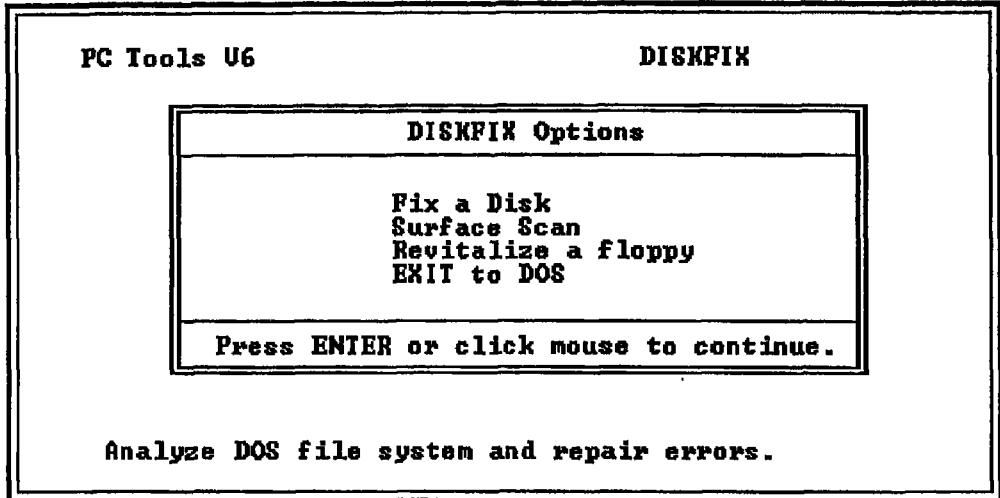 PC Tools V6 DISKFIX
DISKFIX Options
Fix a Disk
Surface Scan
Revitalize a floppy
EXIT to DOS
Press ENTER or click mouse to continue.
Analyze DOS file system and repair errors.